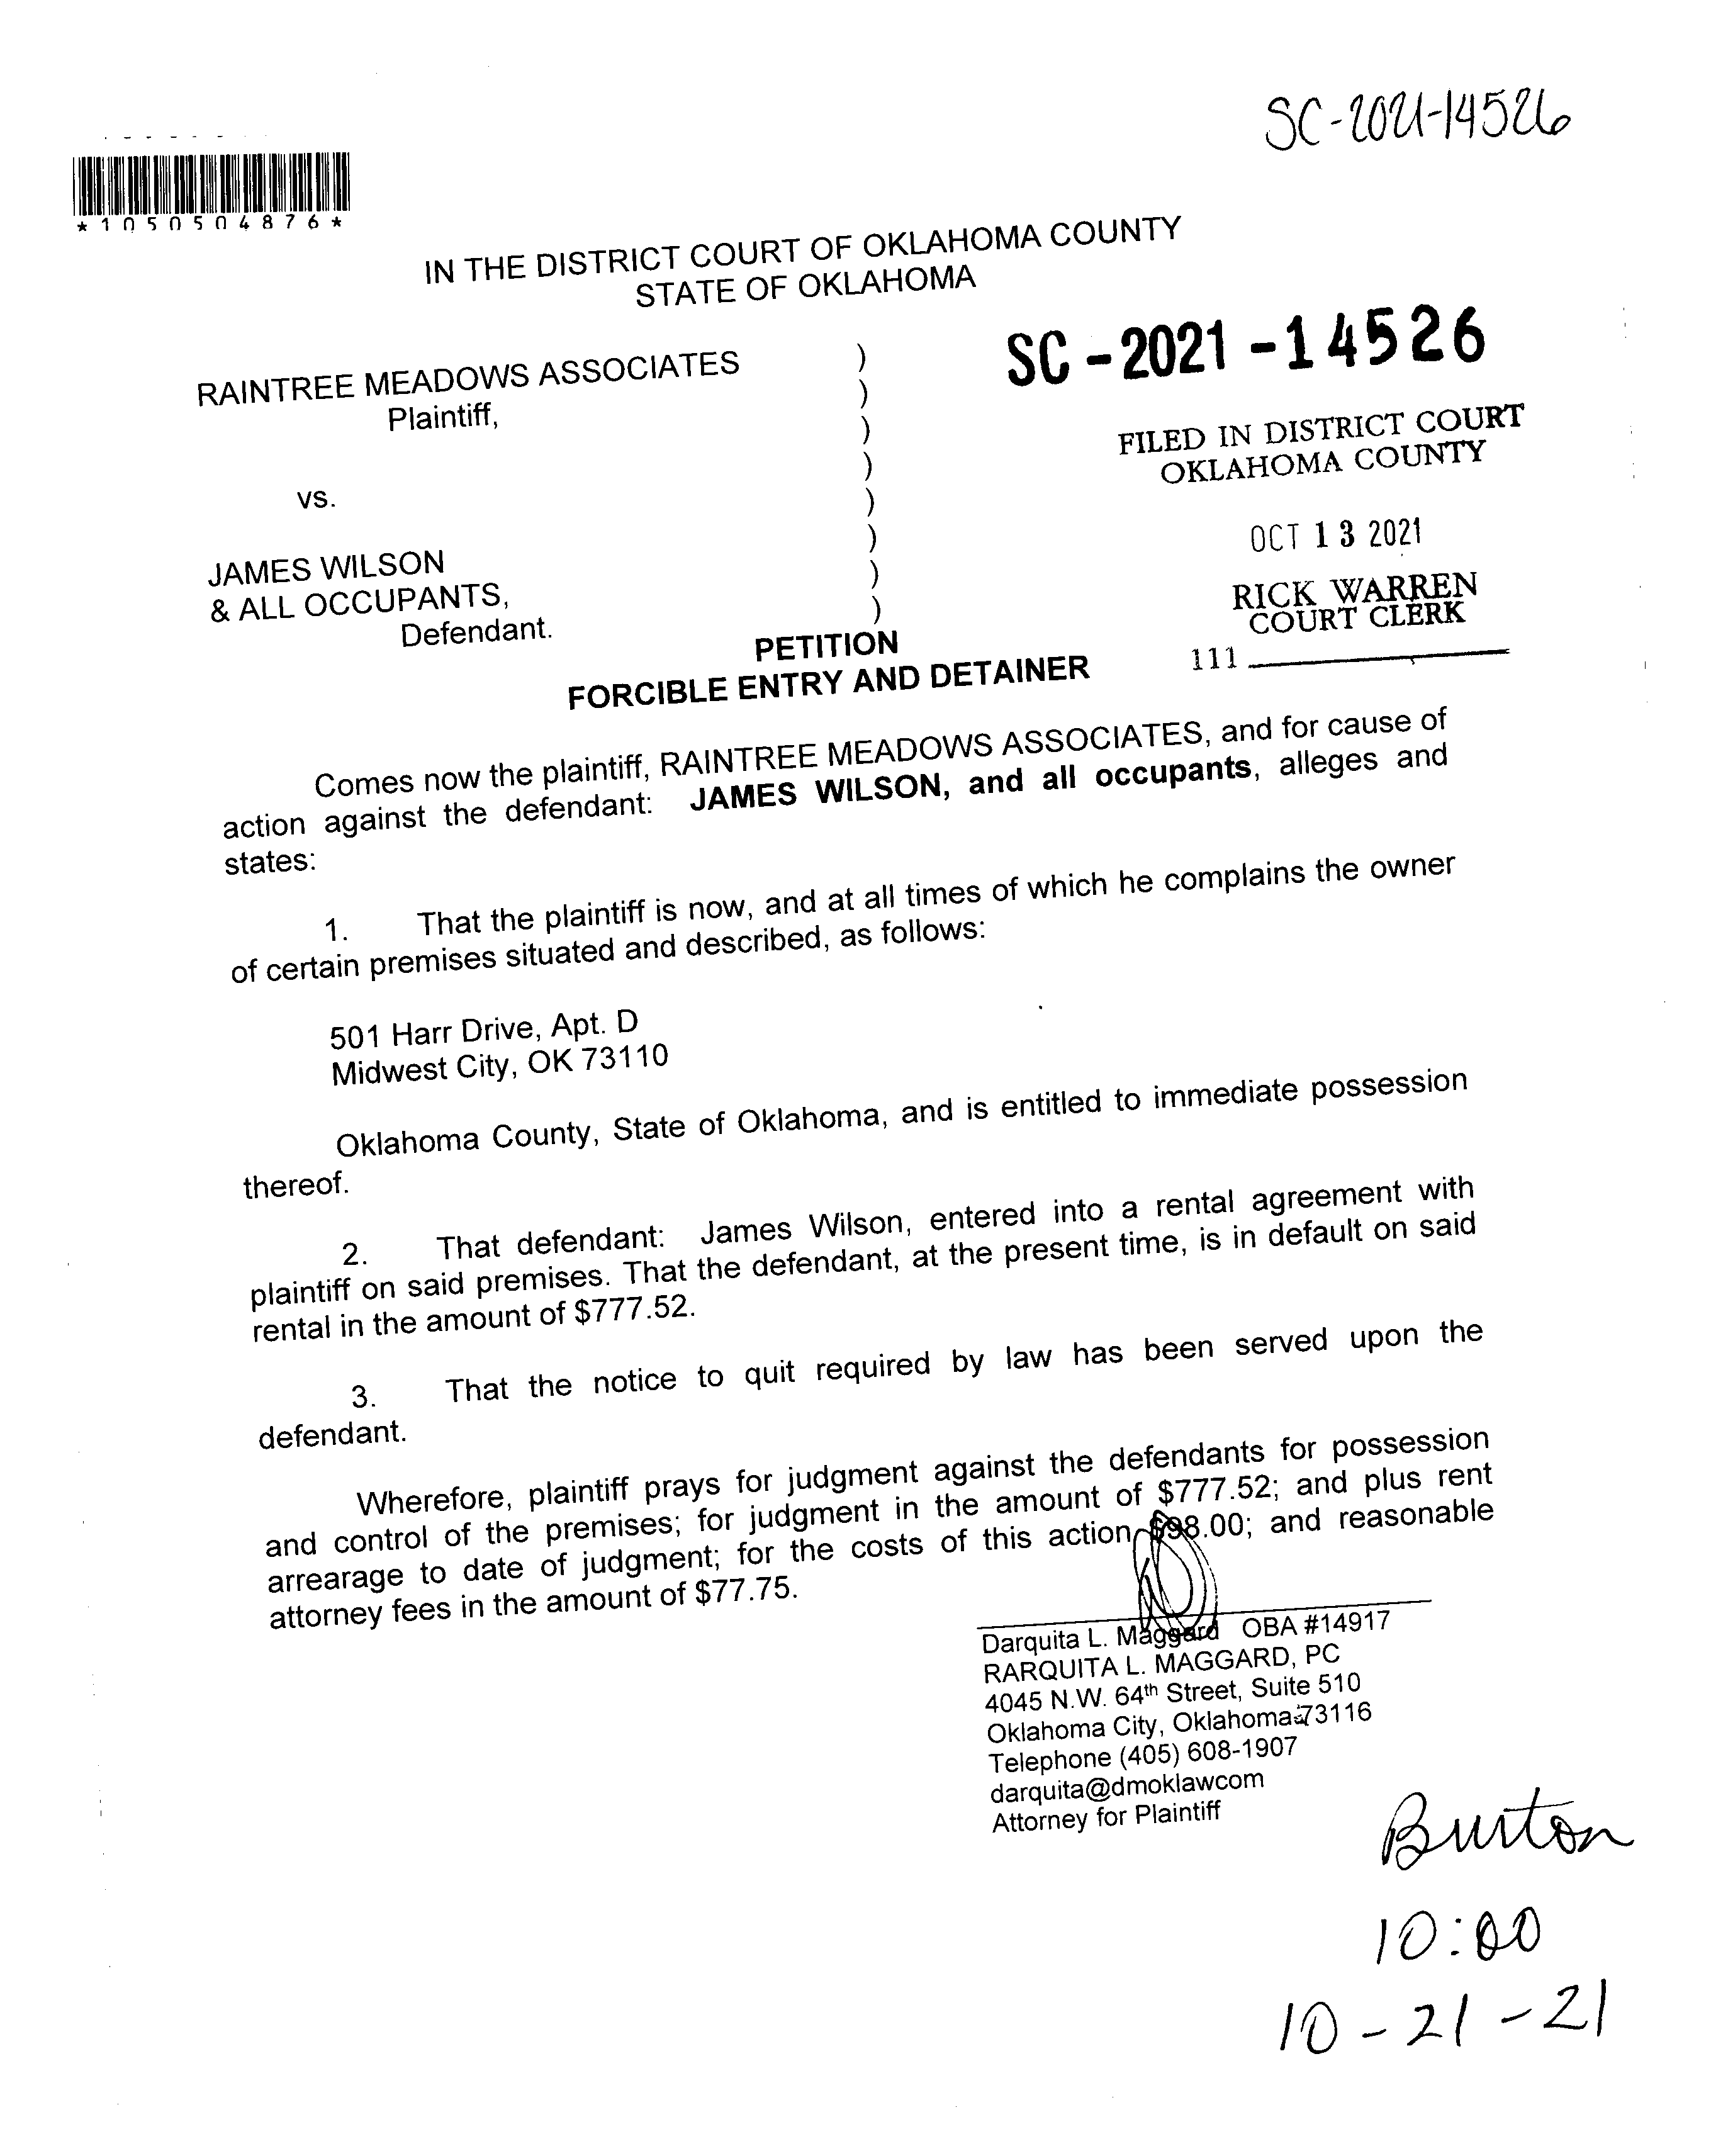 SC-2021-14526
*1050504876*
IN THE DISTRICT COURT OF OKLAHOMA COUNTY
STATE OF OKLAHOMA
RAINTREE MEADOWS ASSOCIATES
Plaintiff,
vs.
JAMES WILSON
& ALL OCCUPANTS,
Defendant.
)
)
)
)
)
)
)
)
SC-2021-14526
FILED IN DISTRICT COURT
OKLAHOMA COUNTY
OCT 13 2021
RICK WARREN
COURT CLERK
111
PETITION
FORCIBLE ENTRY AND DETAINER
Comes now the plaintiff, RAINTREE MEADOWS ASSOCIATES, and for cause of
action against the defendant: JAMES WILSON, and all occupants, alleges and
states:
1. That the plaintiff is now, and at all times of which he complains the owner
of certain premises situated and described, as follows:
501 Harr Drive, Apt. D
Midwest City, OK 73110
Oklahoma County, State of Oklahoma, and is entitled to immediate possession
thereof.
2. That defendant: James Wilson, entered into a rental agreement with
plaintiff on said premises. That the defendant, at the present time, is in default on said
rental in the amount of $777.52.
3. That the notice to quit required by law has been served upon the
defendant.
Wherefore, plaintiff prays for judgment against the defendants for possession
and control of the premises; for judgment in the amount of $777.52; and plus rent
arrearage to date of judgment; for the costs of this action, $98.00; and reasonable
attorney fees in the amount of $77.75.
Darquita L. Maggard OBA #14917
RARQUITA L. MAGGARD, PC
4045 N.W. 64th Street, Suite 510
Oklahoma City, Oklahoma 73116
Telephone (405) 608-1907
darquita@dmoklawcom
Attorney for Plaintiff
Burton
10:00
10-21-21